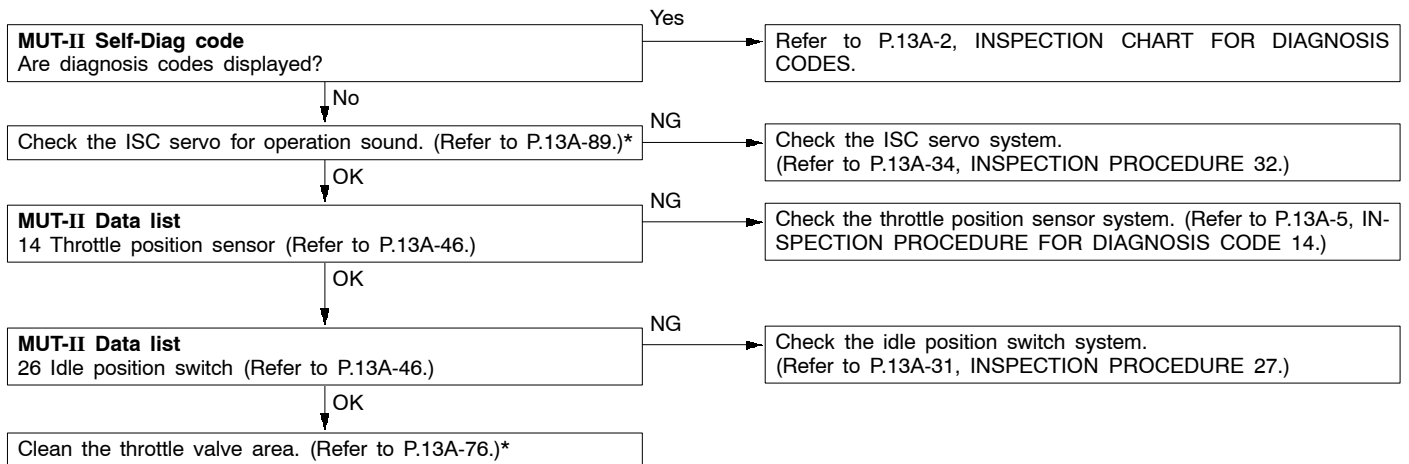 MUT-II Self-Diag code
Are diagnosis codes displayed?
Yes
Refer to P.13A-2, INSPECTION CHART FOR DIAGNOSIS
CODES.
No
Check the ISC servo for operation sound. (Refer to P.13A-89.)*
NG
Check the ISC servo system.
(Refer to P.13A-34, INSPECTION PROCEDURE 32.)
OK
MUT-II Data list
14 Throttle position sensor (Refer to P.13A-46.)
NG
Check the throttle position sensor system. (Refer to P.13A-5, IN-
SPECTION PROCEDURE FOR DIAGNOSIS CODE 14.)
OK
MUT-II Data list
26 Idle position switch (Refer to P.13A-46.)
NG
Check the idle position switch system.
(Refer to P.13A-31, INSPECTION PROCEDURE 27.)
OK
Clean the throttle valve area. (Refer to P.13A-76.)*